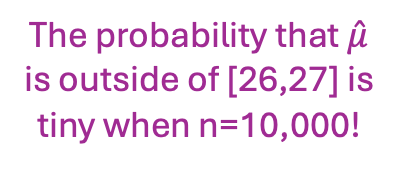 The probability that μ̂
is outside of [26,27] is
tiny when n=10,000!